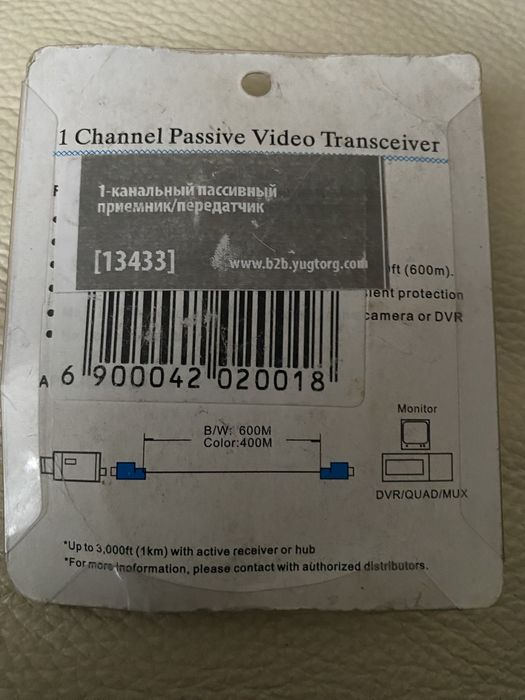 1 Channel Passive Video Transceiver
1-канальный пассивный
приемник/передатчик
[13433]
www.b2b.yugtorg.com
ft (600m).
protection
camera or DVR
A
6 900042 020018
B/W: 600M
Color:400M
Monitor
DVR/QUAD/MUX
*Up to 3,000ft (1km) with active receiver or hub
*For more inoformation, please contact with authorized distributors.